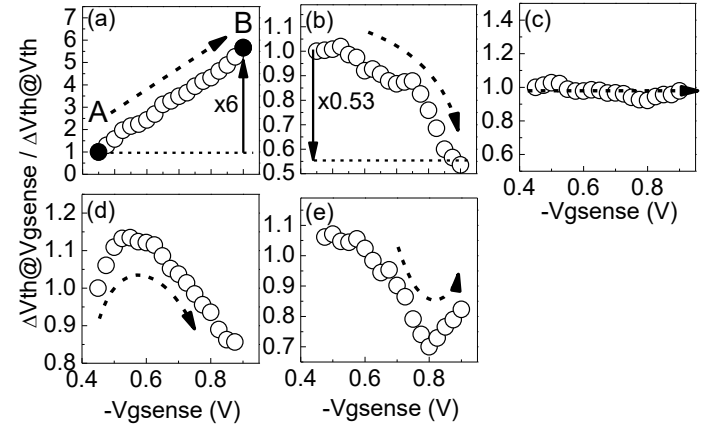 ΔVth@Vgsense / ΔVth@Vth
(a)
B
A
x6
6
5
4
3
2
1
0
(b)
x0.53
1.1
1.0
0.9
0.8
0.7
0.6
0.5
(c)
1.4
1.2
1.0
0.8
0.6
0.4 0.6 0.8
-Vgsense (V)
(d)
1.2
1.1
1.0
0.9
0.8
0.4 0.6 0.8
-Vgsense (V)
(e)
1.1
1.0
0.9
0.8
0.7
0.4 0.6 0.8
-Vgsense (V)